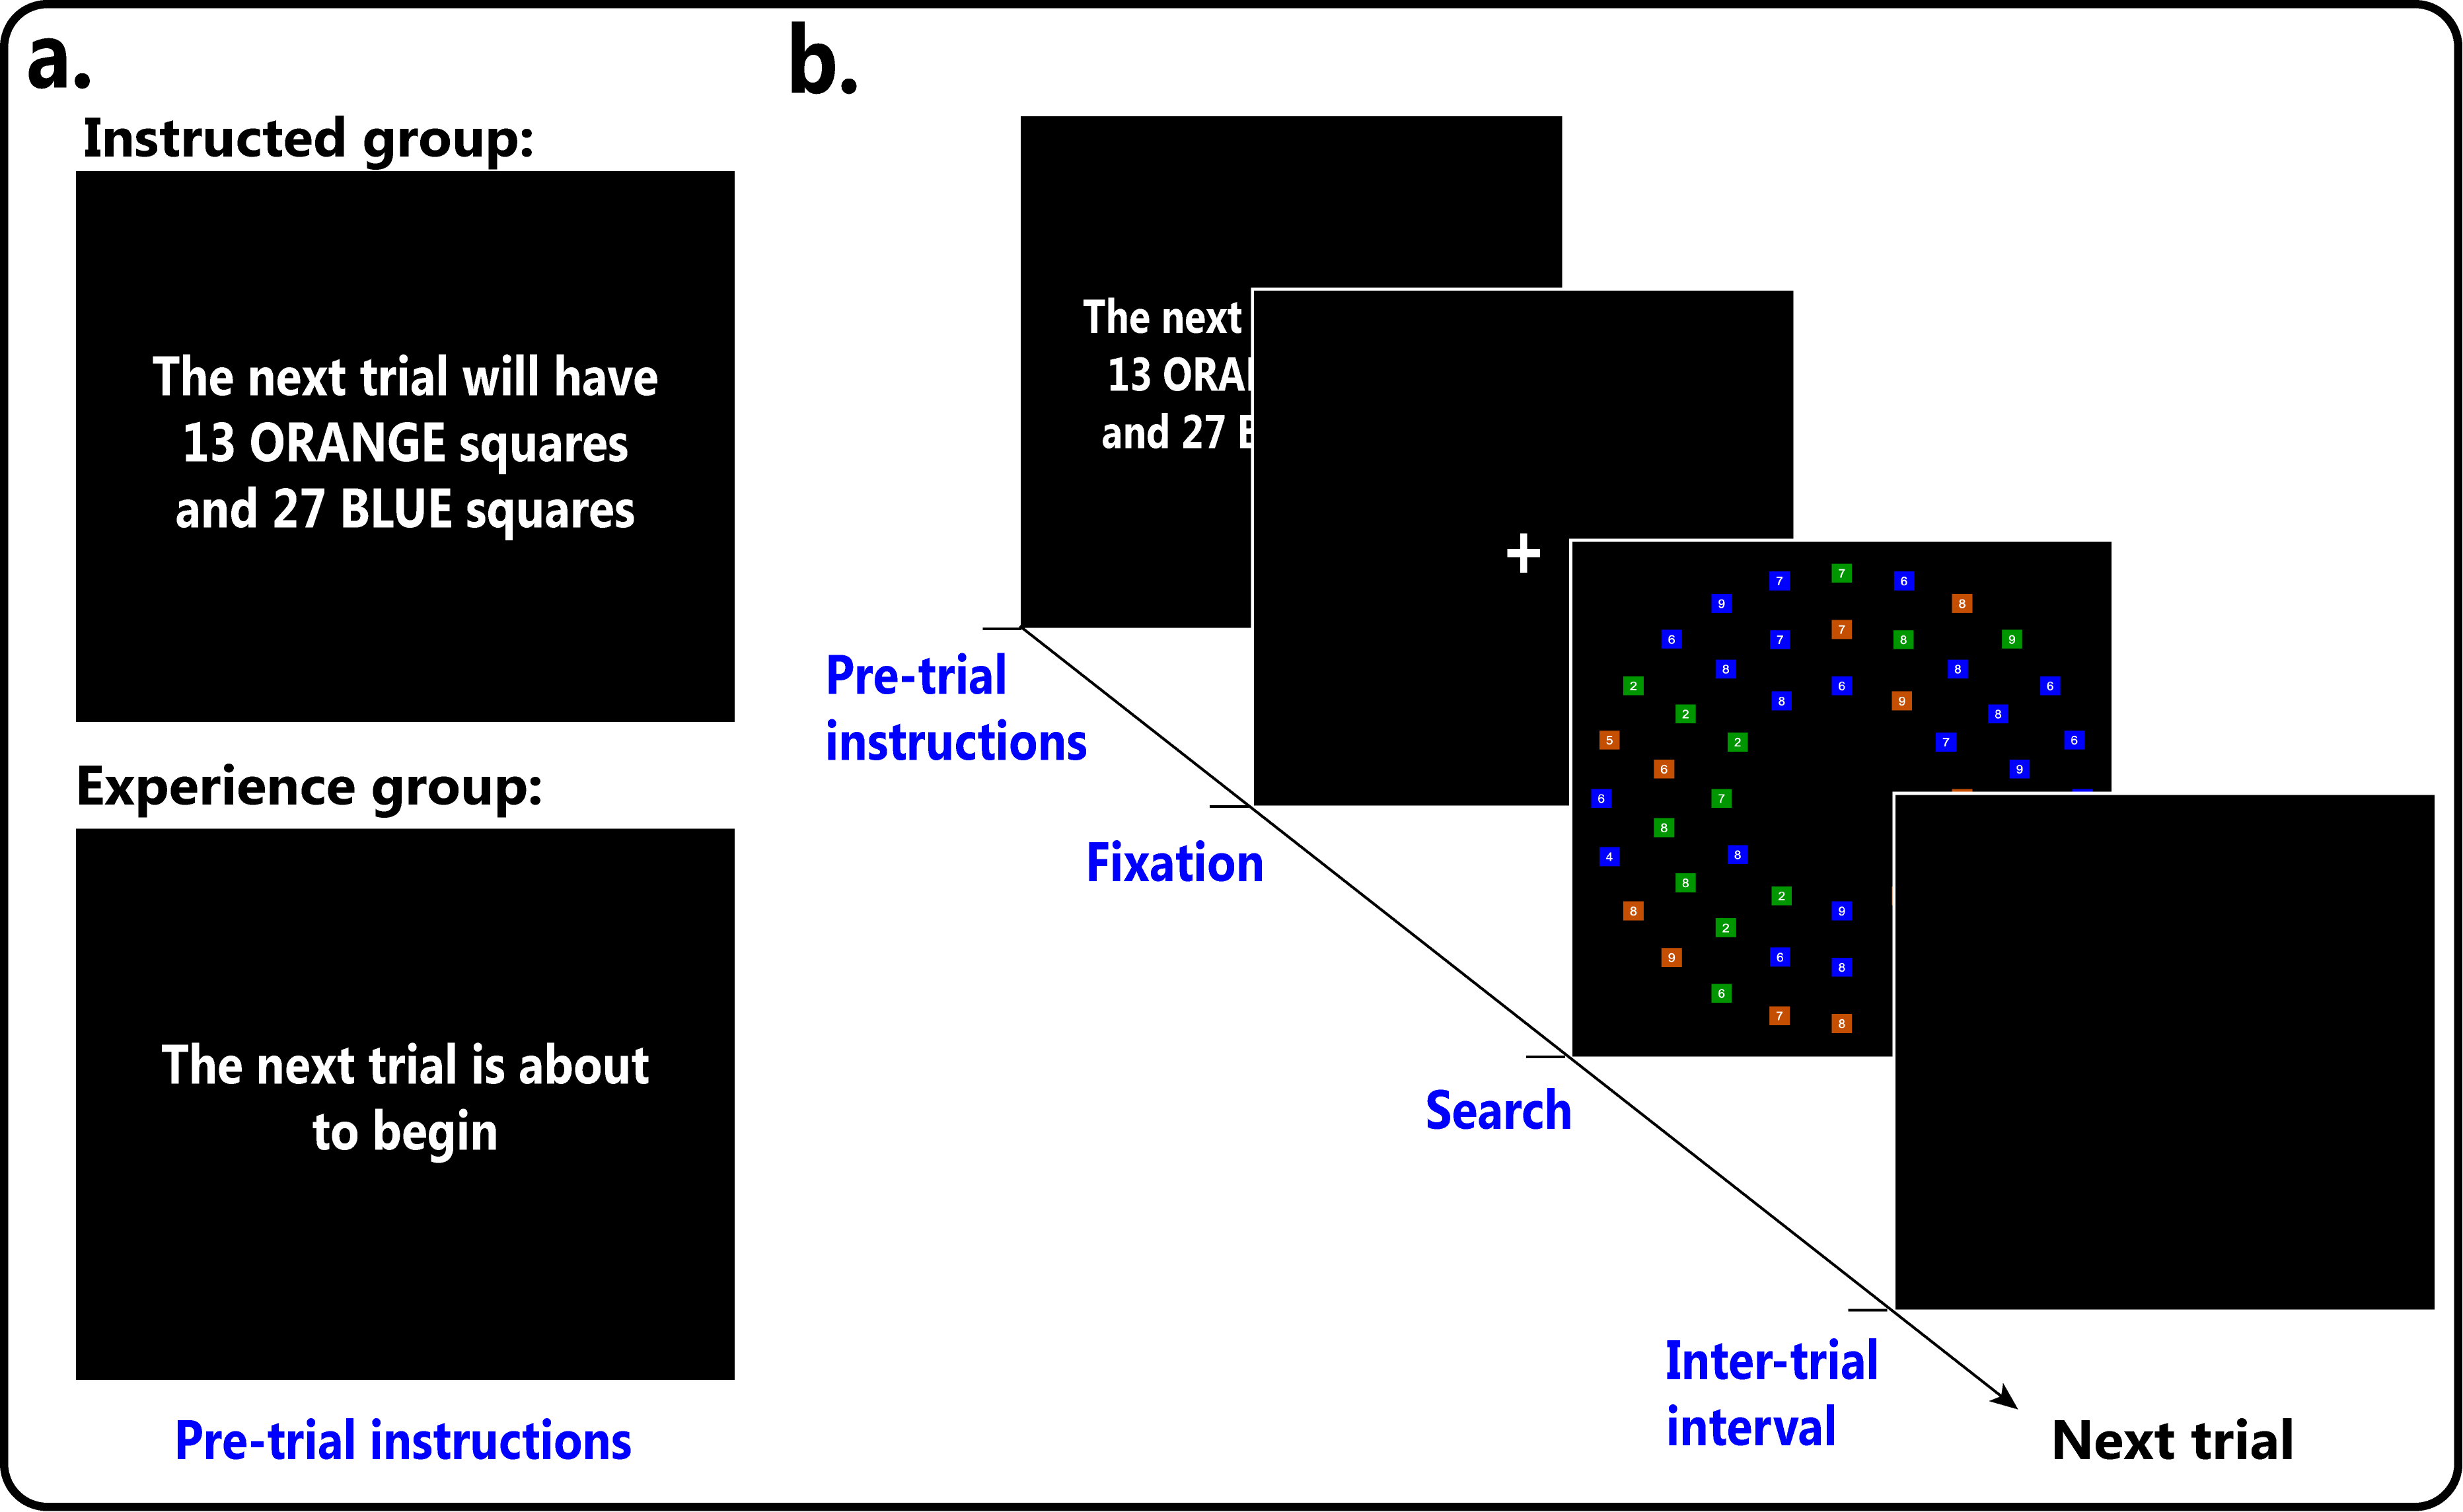 a.
Instructed group:
The next trial will have
13 ORANGE squares
and 27 BLUE squares
Experience group:
The next trial is about
to begin
Pre-trial instructions
b.
The next
13 ORA
and 27
Pre-trial
instructions
+
Fixation
7
7
6
9
8
7
6
7
8
9
8
8
2
6
6
8
9
2
8
5
2
7
6
6
9
6
7
8
4
8
8
2
8
9
2
9
6
8
6
7
8
Search
Inter-trial
interval
Next trial